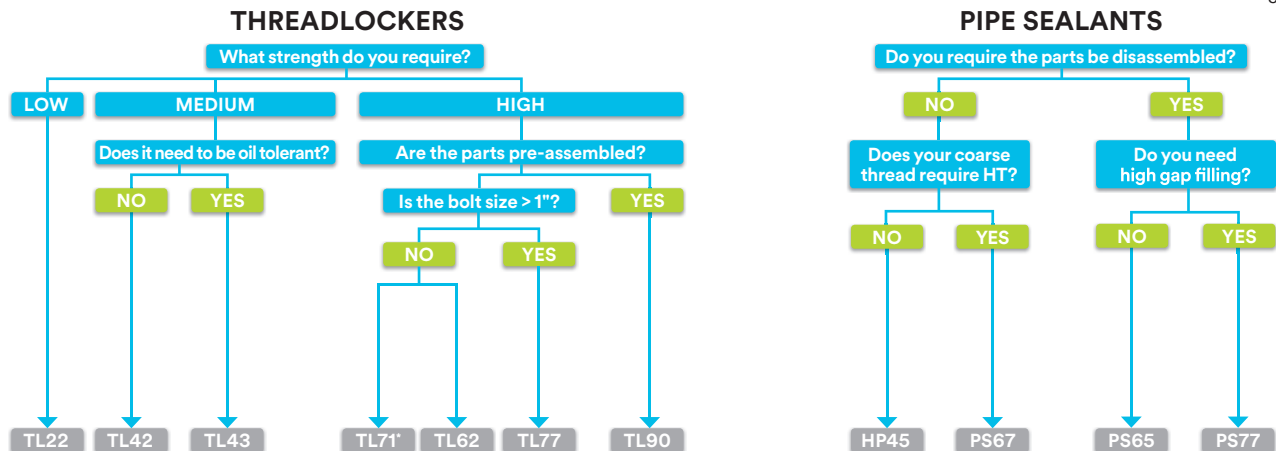 THREADLOCKERS
What strength do you require?
LOW
MEDIUM
HIGH
Does it need to be oil tolerant?
Are the parts pre-assembled?
NO
YES
Is the bolt size > 1"?
YES
NO
YES
TL22
TL42
TL43
TL71*
TL62
TL77
TL90
PIPE SEALANTS
Do you require the parts be disassembled?
NO
YES
Does your coarse
thread require HT?
Do you need
high gap filling?
NO
YES
NO
YES
HP45
PS67
PS65
PS77